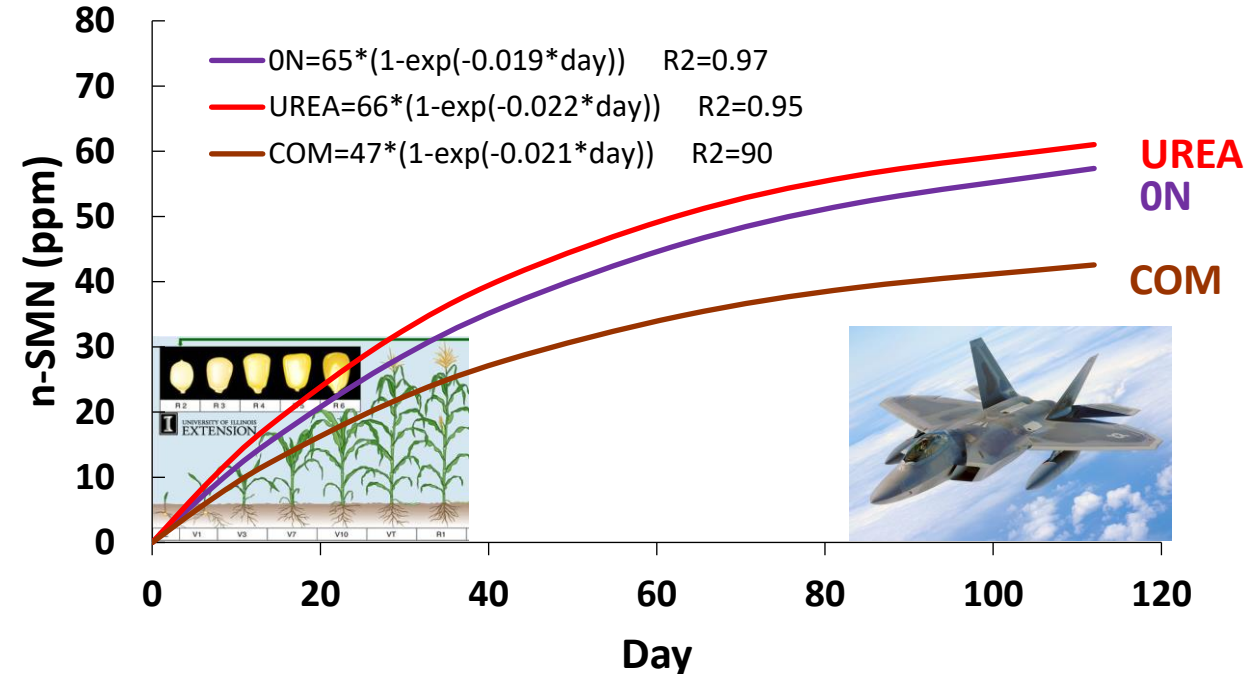 80
70
60
50
40
30
20
10
0
n-SMN (ppm)
0N=65*(1-exp(-0.019*day)) R2=0.97
UREA=66*(1-exp(-0.022*day)) R2=0.95
COM=47*(1-exp(-0.021*day)) R2=90
UREA
0N
COM
R2 R3 R4 R6
I UNIVERSITY OF ILLINOIS
EXTENSION
V1 V3 V7 V10 VT R1
0 20 40 60 80 100 120
Day